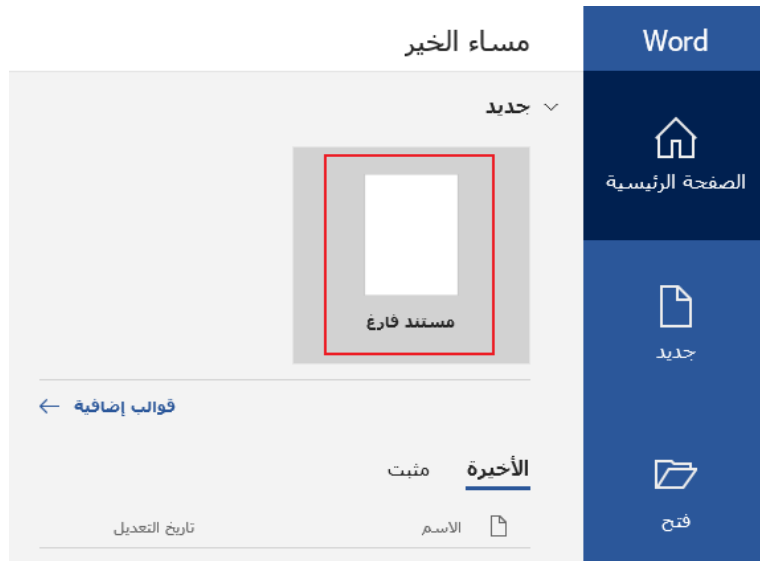 Word
الصفحة الرئيسية
جديد
فتح
مساء الخير
جديد
مستند فارغ
قوالب إضافية
الأخيرة مثبت
الاسم تاريخ التعديل